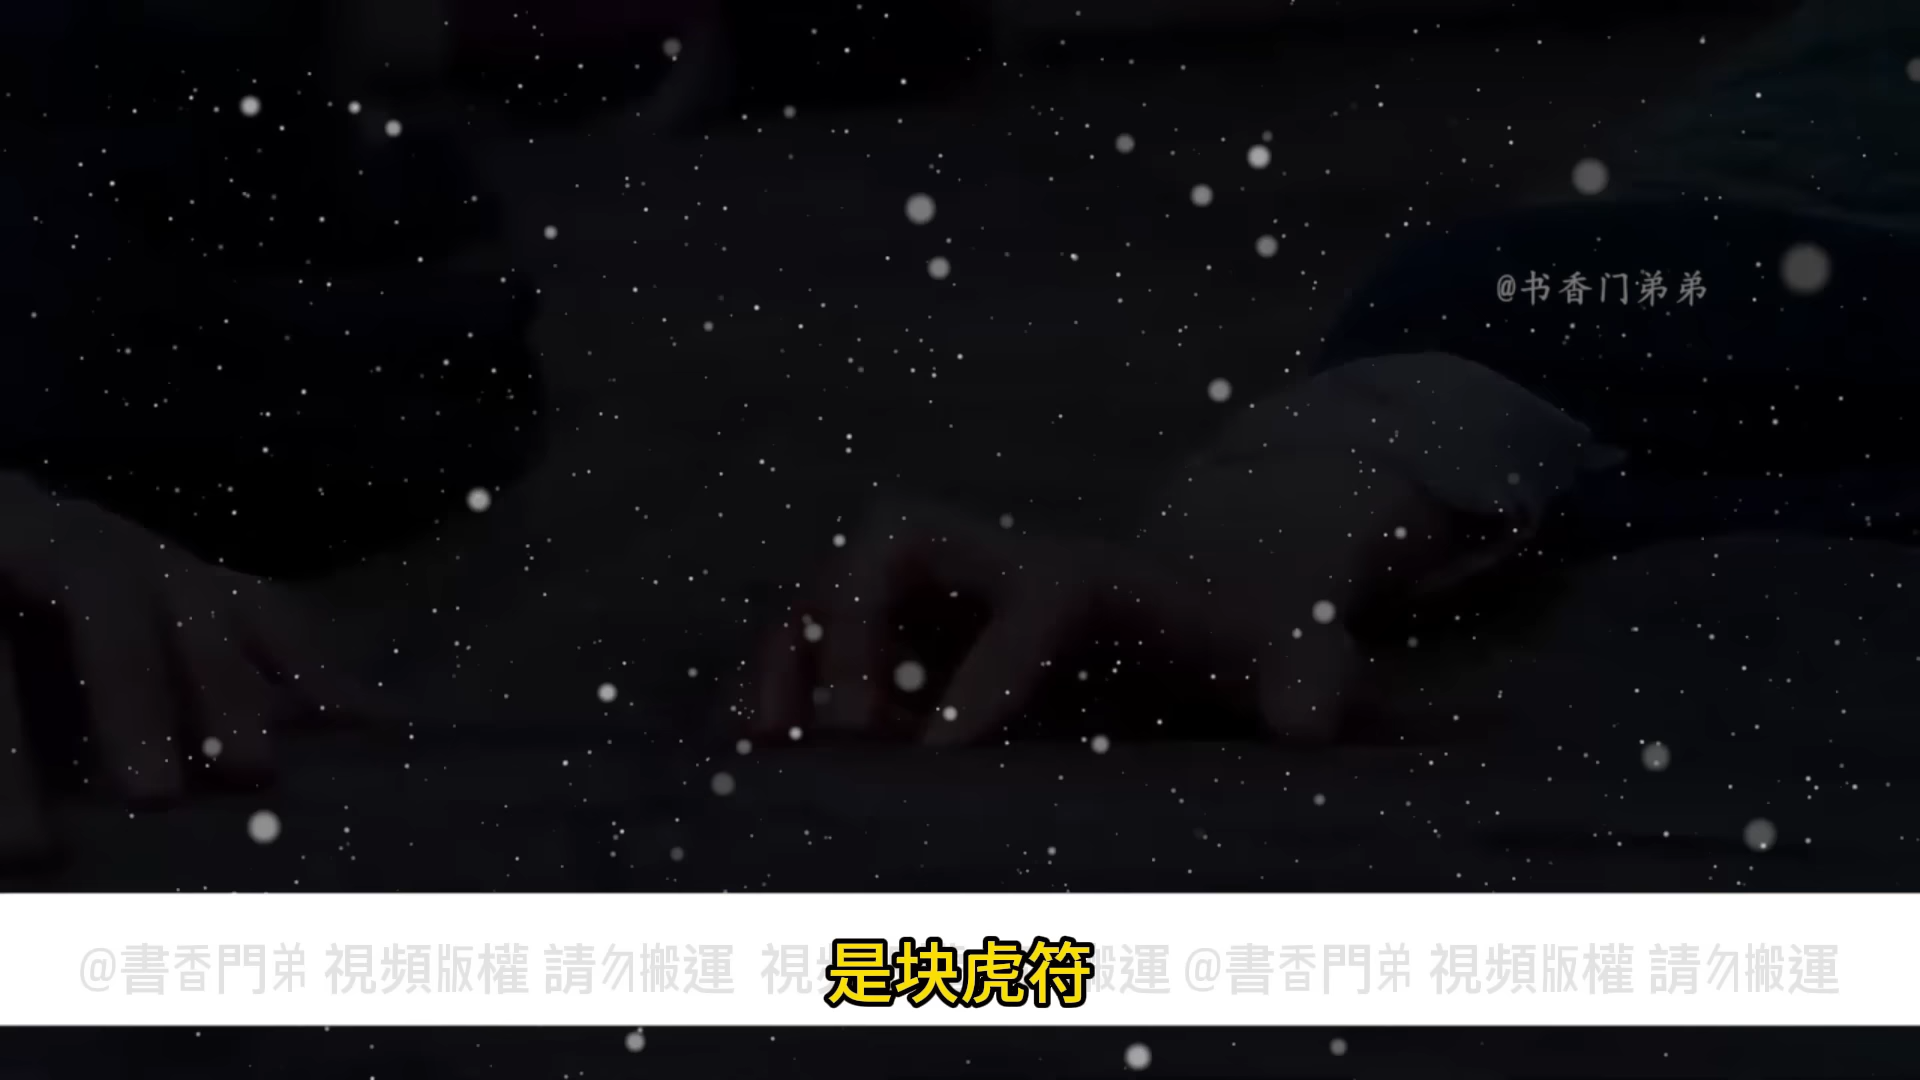 @书香门弟弟
@書香門弟 視頻版權 請勿搬運 視 搬運 @書香門弟 視頻版權 請勿搬運
是块虎符